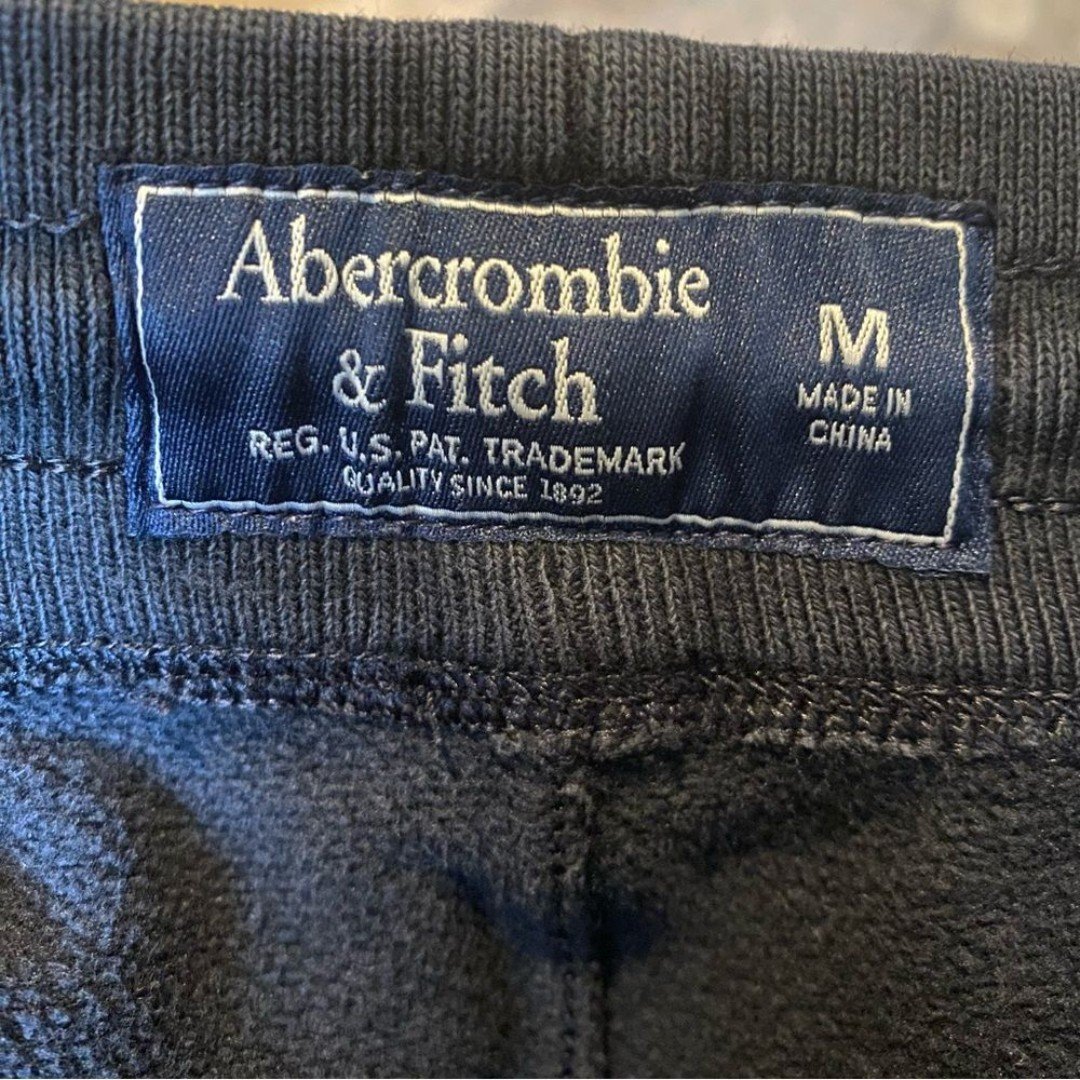 Abercrombie
& Fitch
REG. U.S. PAT. TRADEMARK
QUALITY SINCE 1892
M
MADE IN
CHINA